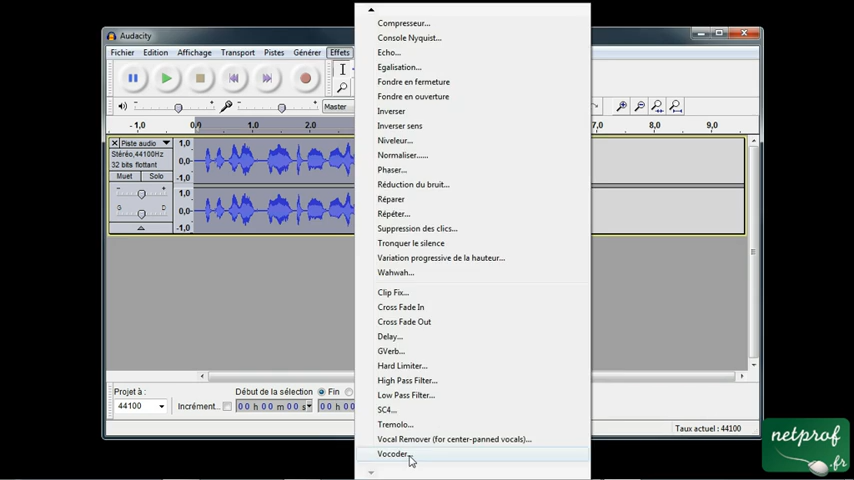 Audacity
Fichier Edition Affichage Transport Pistes Générer Effets
Master
-1,0 0,0 1,0 2,0 7,0 8,0 9,0
Piste audio
Stéréo,44100Hz
32 bits flottant
Muet Solo
G D
1,0
0,0
-1,0
1,0
0,0
-1,0
Compresseur...
Console Nyquist...
Echo...
Egalisation...
Fondre en fermeture
Fondre en ouverture
Inverser
Inverser sens
Niveleur...
Normaliser......
Phaser...
Réduction du bruit...
Réparer
Répéter...
Suppression des clics...
Tronquer le silence
Variation progressive de la hauteur...
Wahwah...
Clip Fix...
Cross Fade In
Cross Fade Out
Delay...
GVerb...
Hard Limiter...
High Pass Filter...
Low Pass Filter...
SC4...
Tremolo...
Vocal Remover (for center-panned vocals)...
Vocoder...
Projet à : Début de la sélection Fin
44100 Incrément. 00 h 00 m 00 s 00 h
Taux actuel : 44100
netprof
.fr